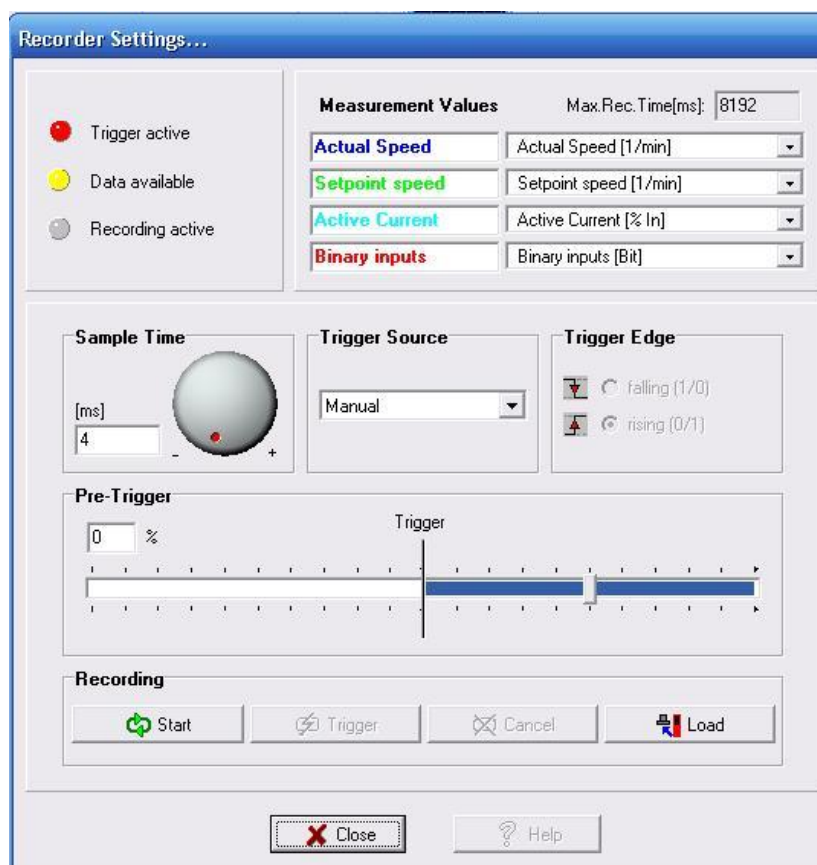 Recorder Settings...
Trigger active
Data available
Recording active
Measurement Values Max.Rec.Time[ms]: 8192
Actual Speed Actual Speed [1/min]
Setpoint speed Setpoint speed [1/min]
Active Current Active Current [% In]
Binary inputs Binary inputs [Bit]
Sample Time
[ms]
4
- +
Trigger Source
Manual
Trigger Edge
falling (1/0)
rising (0/1)
Pre-Trigger
0 %
Trigger
Recording
Start Trigger Cancel Load
Close Help